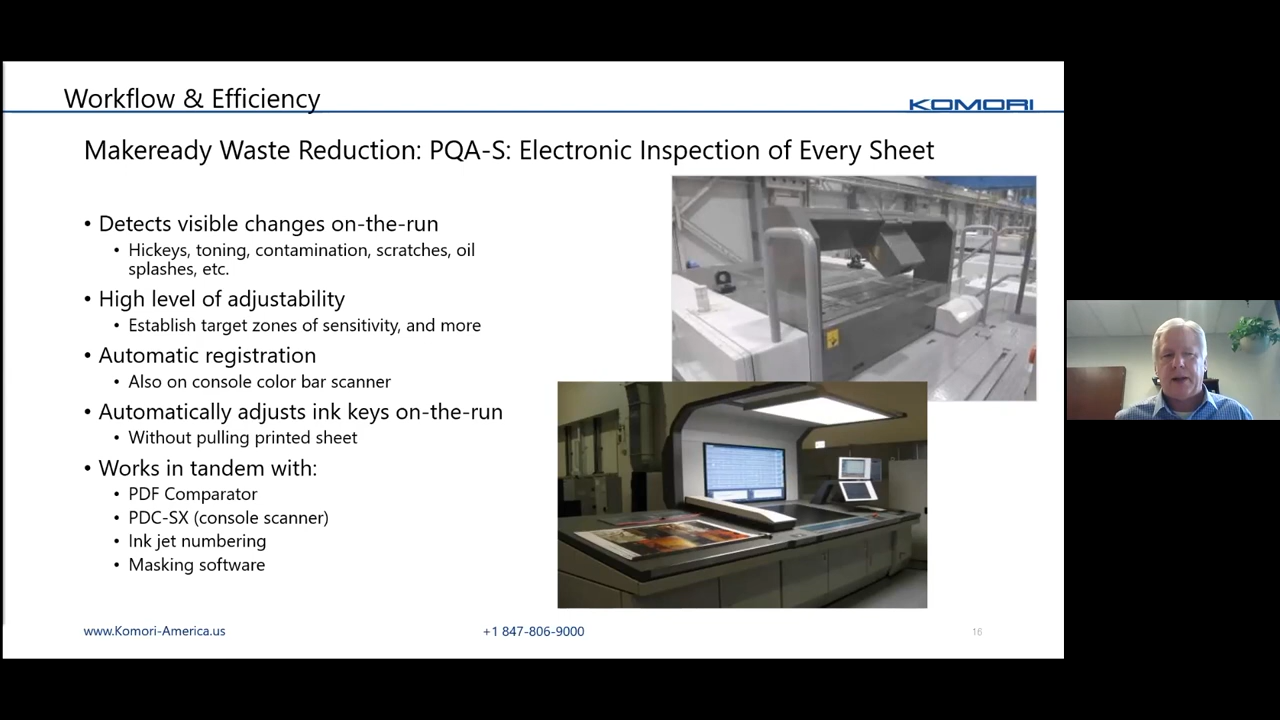 Workflow & Efficiency
KOMORI
Makeready Waste Reduction: PQA-S: Electronic Inspection of Every Sheet
• Detects visible changes on-the-run
• Hickeys, toning, contamination, scratches, oil
splashes, etc.
• High level of adjustability
• Establish target zones of sensitivity, and more
• Automatic registration
• Also on console color bar scanner
• Automatically adjusts ink keys on-the-run
• Without pulling printed sheet
• Works in tandem with:
• PDF Comparator
• PDC-SX (console scanner)
• Ink jet numbering
• Masking software
www.Komori-America.us
+1 847-806-9000
16